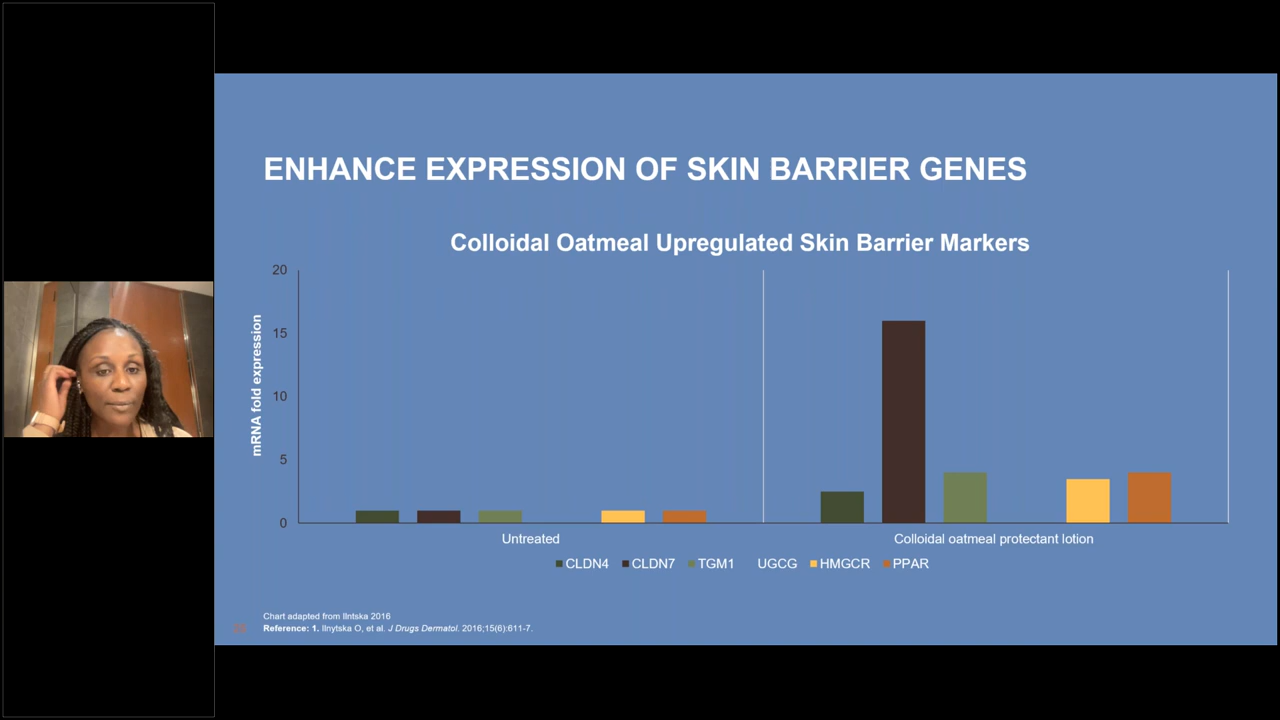 ENHANCE EXPRESSION OF SKIN BARRIER GENES
Colloidal Oatmeal Upregulated Skin Barrier Markers
mRNA fold expression
20
15
10
5
0
Untreated
Colloidal oatmeal protectant lotion
CLDN4 CLDN7 TGM1 UGCG HMGCR PPAR
Chart adapted from Ilntska 2016
Reference: 1. Ilnytska O, et al. J Drugs Dermatol. 2016;15(6):611-7.